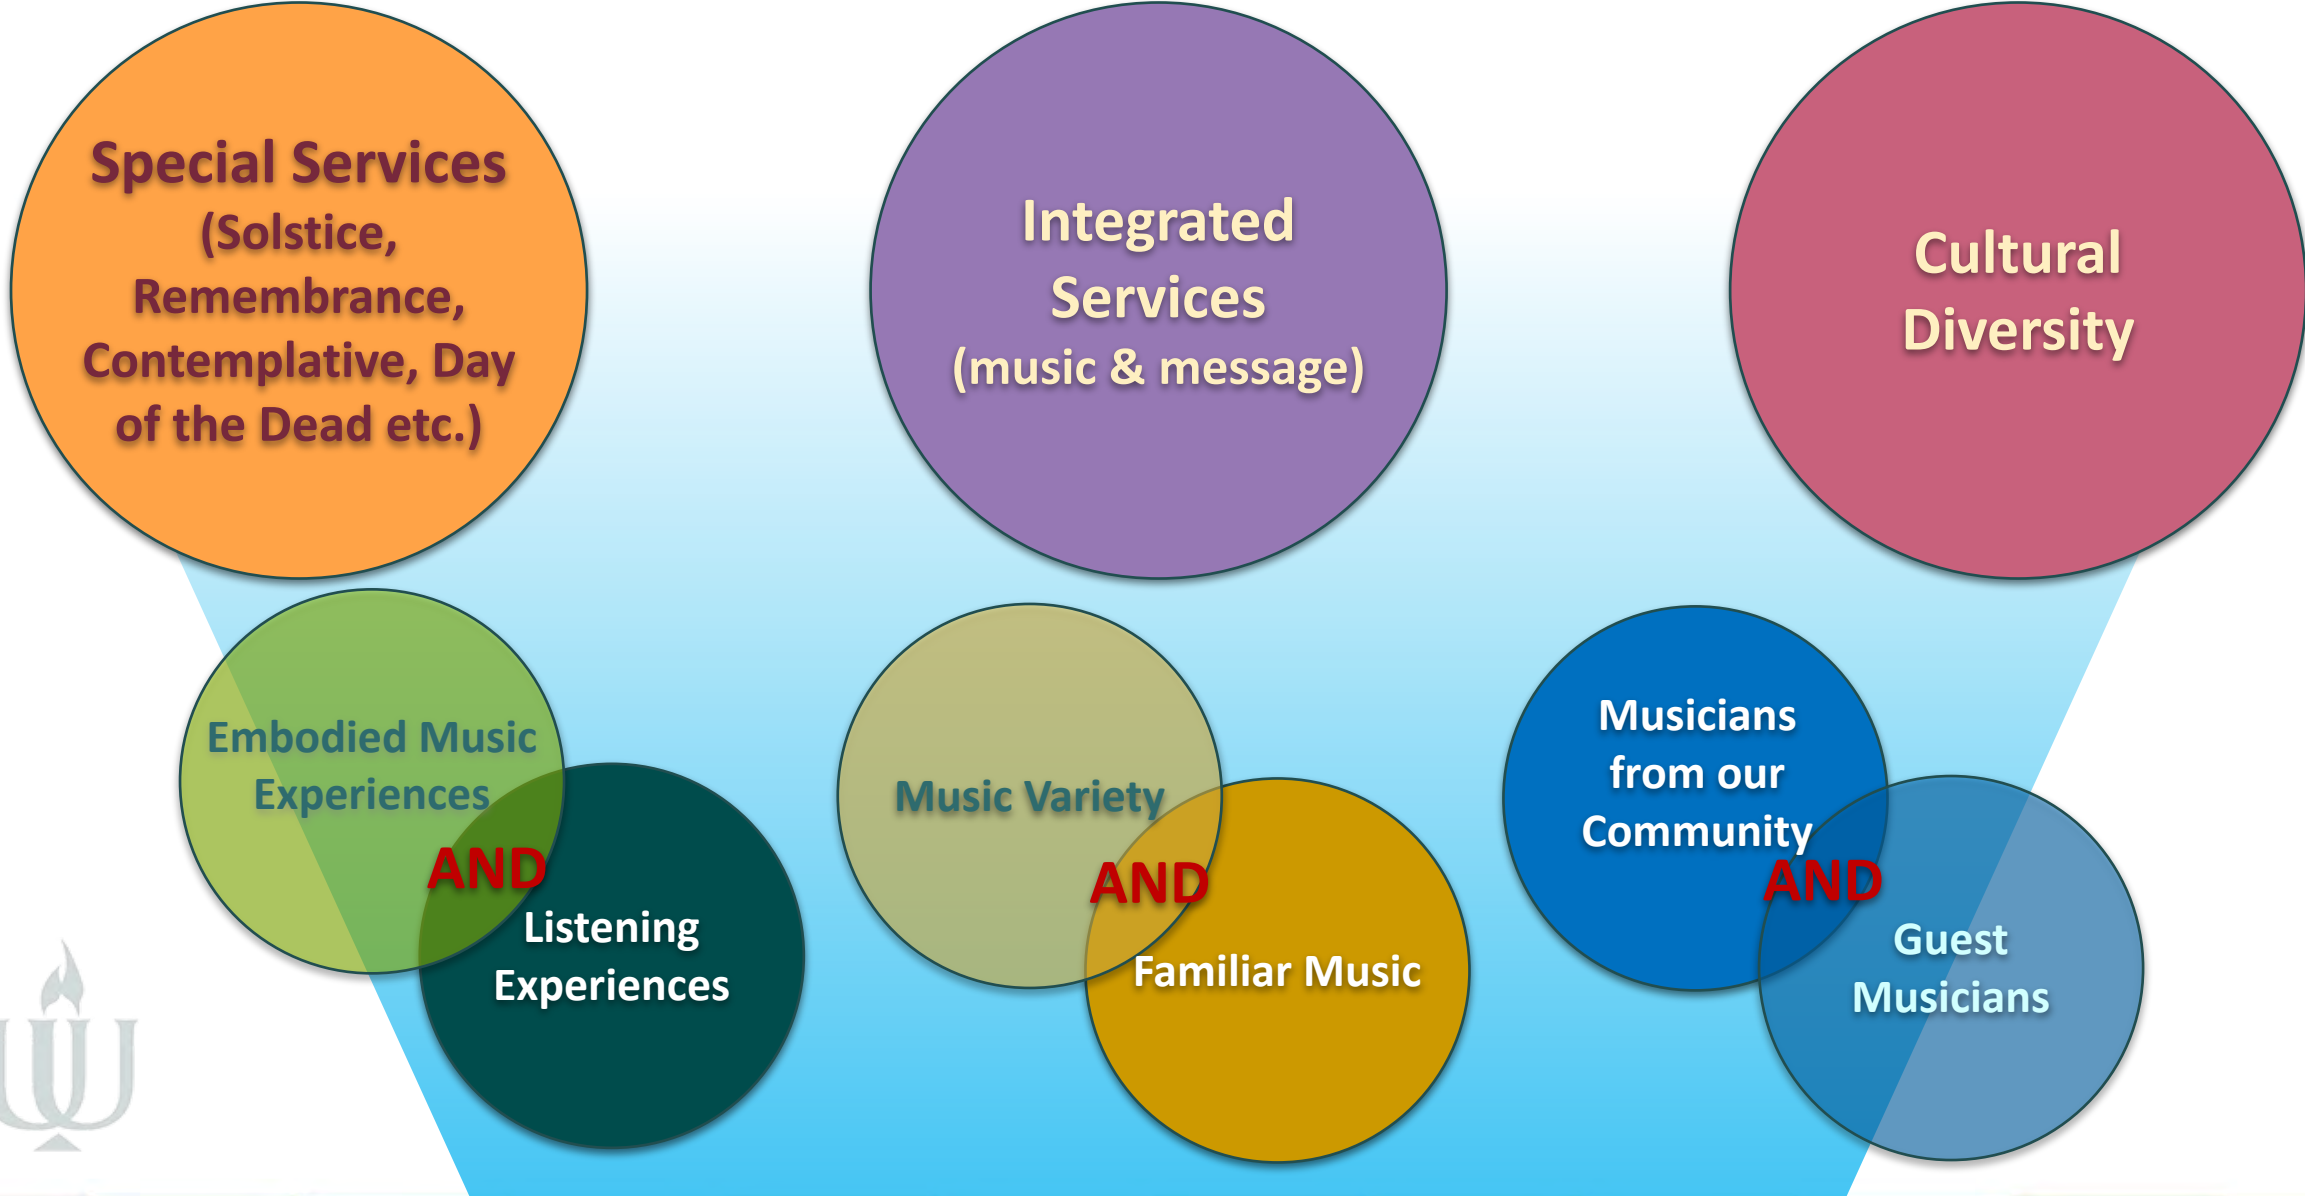 Special Services
(Solstice,
Remembrance,
Contemplative, Day
of the Dead etc.)
Integrated
Services
(music & message)
Cultural
Diversity
Embodied Music
Experiences
AND
Listening
Experiences
Music Variety
AND
Familiar Music
Musicians
from our
Community
AND
Guest
Musicians
UU